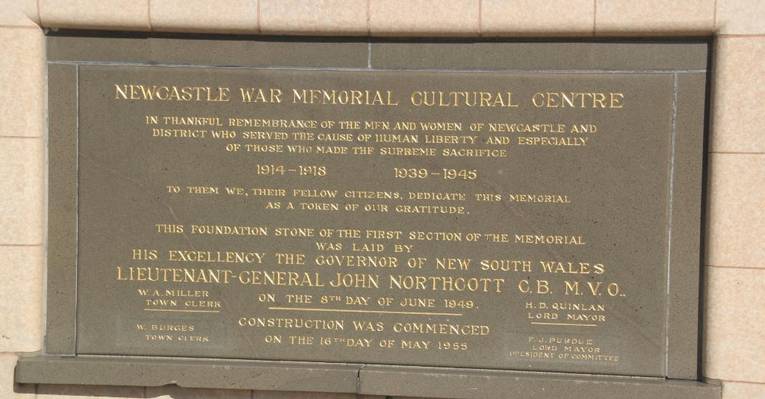 NEWCASTLE WAR MEMORIAL CULTURAL CENTRE
IN THANKFUL REMEMBRANCE OF THE MEN AND WOMEN OF NEWCASTLE AND
DISTRICT WHO SERVED THE CAUSE OF HUMAN LIBERTY AND ESPECIALLY
OF THOSE WHO MADE THE SUPREME SACRIFICE
1914-1918 1939-1945
TO THEM WE, THEIR FELLOW CITIZENS, DEDICATE THIS MEMORIAL
AS A TOKEN OF OUR GRATITUDE.
THIS FOUNDATION STONE OF THE FIRST SECTION OF THE MEMORIAL
WAS LAID BY
HIS EXCELLENCY THE GOVERNOR OF NEW SOUTH WALES
LIEUTENANT-GENERAL JOHN NORTHCOTT C.B. M.V.O..
ON THE 8TH DAY OF JUNE 1949.
W.A. MILLER
TOWN CLERK
H.D. QUINLAN
LORD MAYOR
CONSTRUCTION WAS COMMENCED
ON THE 16TH DAY OF MAY 1955
W. BURGES
TOWN CLERK
F.J. PURDUE
LORD MAYOR
PRESIDENT OF COMMITTEE